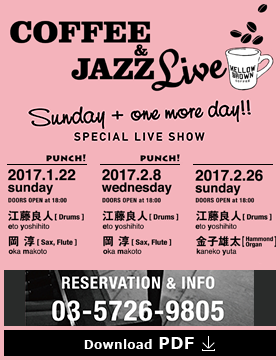 COFFEE
&
JAZZ Live
MELLOW
BROWN
COFFEE
Sunday + one more day!!
SPECIAL LIVE SHOW
2017.1.22
sunday
DOORS OPEN at 18:00
江藤良人 [Drums]
eto yoshihito
岡 淳 [Sax, Flute]
oka makoto
PUNCH!
2017.2.8
wednesday
DOORS OPEN at 18:00
江藤良人 [Drums]
eto yoshihito
岡 淳 [Sax, Flute]
oka makoto
PUNCH!
2017.2.26
sunday
DOORS OPEN at 18:00
江藤良人 [Drums]
eto yoshihito
金子雄太 [Hammond Organ]
kaneko yuta
RESERVATION & INFO
03-5726-9805
Download PDF